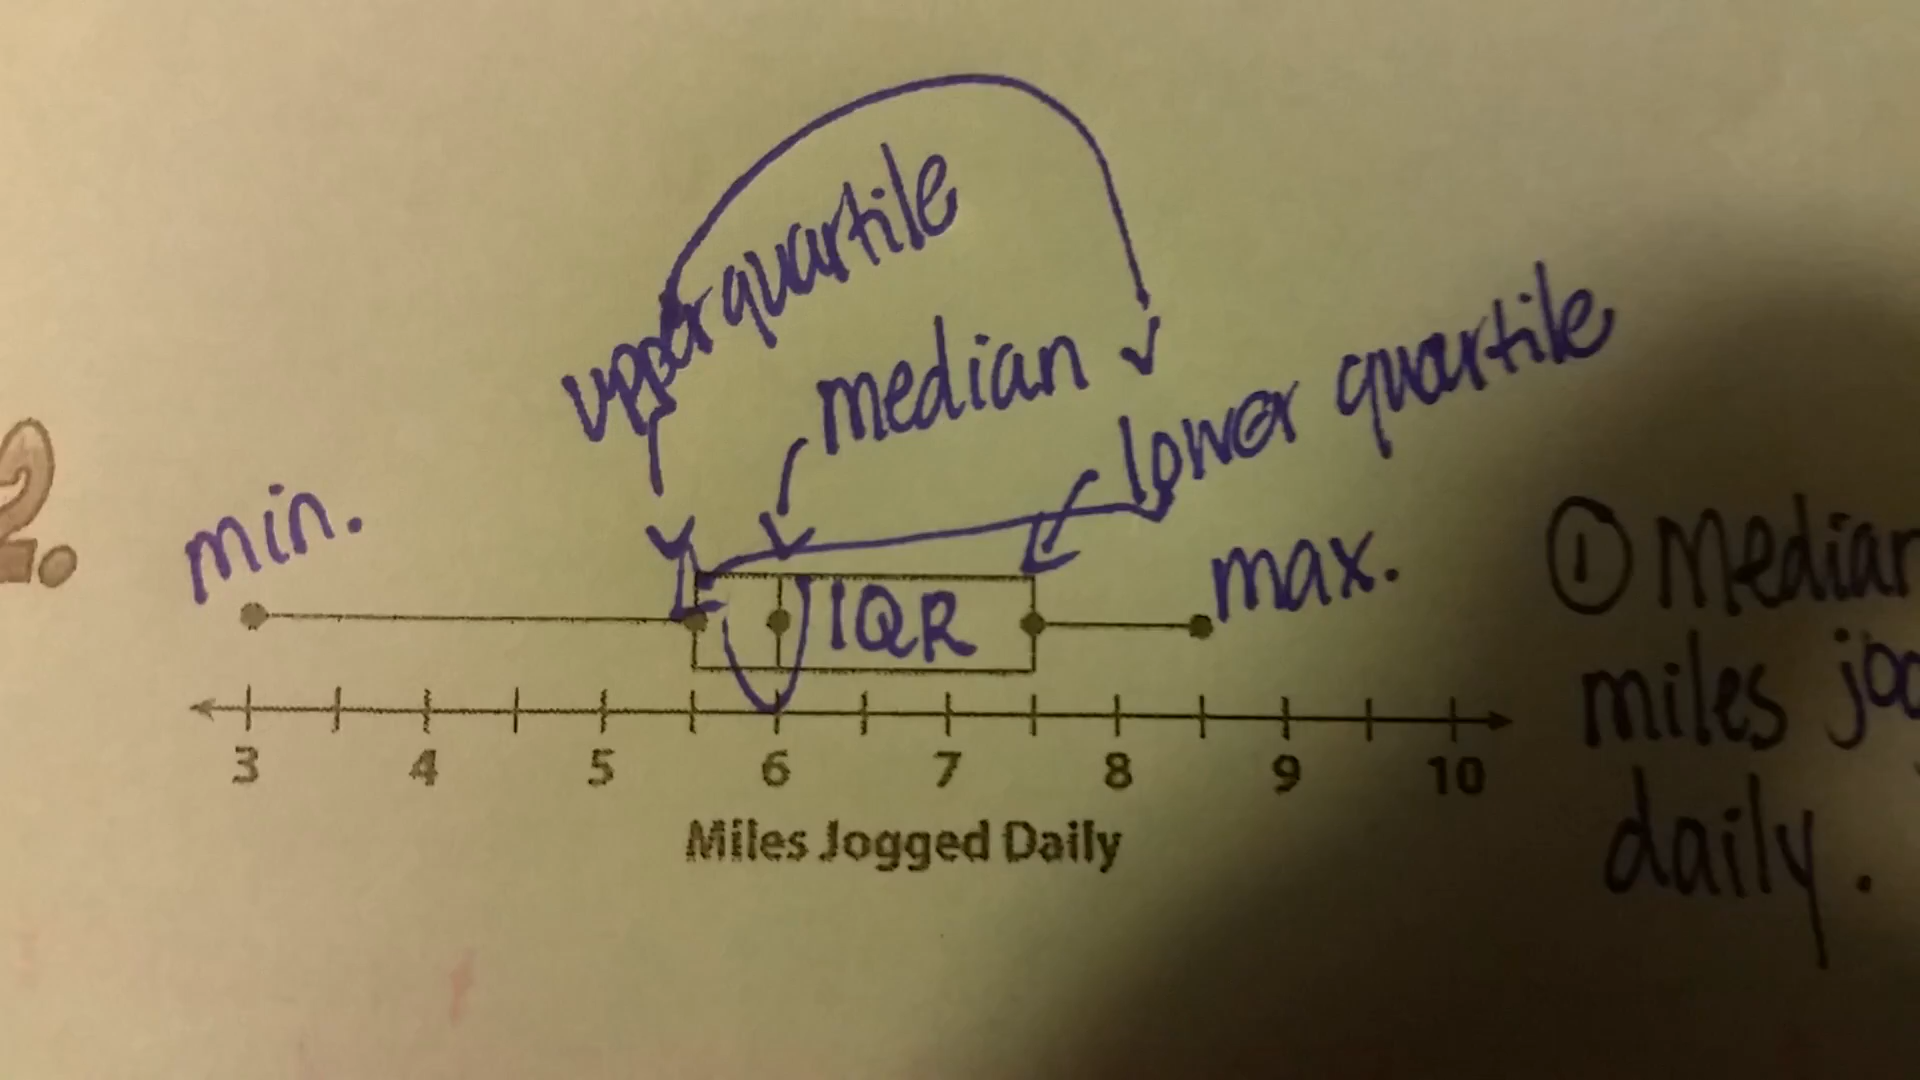 upper quartile
median
lower quartile
2.
min.
IQR
max.
3 4 5 6 7 8 9 10
Miles Jogged Daily
① Median
miles jog
daily.